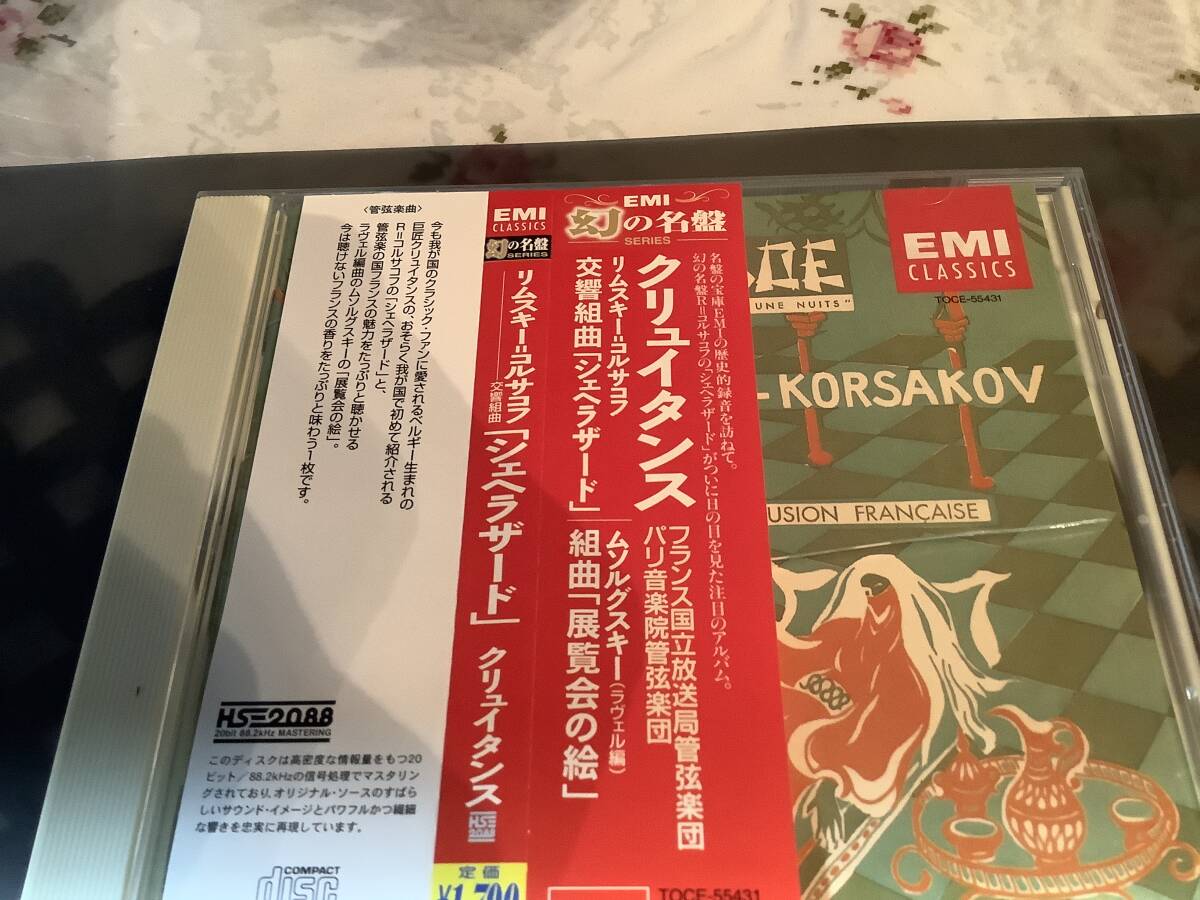 〈管弦楽曲〉
今も我が国のクラシック・ファンに愛されるベルギー生まれの
巨匠クリュイタンスの、おそらく我が国で初めて紹介される
R=コルサコフの「シェヘラザード」と、
管弦楽の国フランスの魅力をたっぷりと聴かせる
ラヴェル編曲のムソルグスキーの「展覧会の絵」。
今は聴けないフランスの香りをたっぷりと味わう1枚です。
HS2088
20bit 88.2kHz MASTERING
このディスクは高密度な情報量をもつ20
ビット/88.2kHzの信号処理でマスタリン
グされており、オリジナル・ソースのすばら
しいサウンド・イメージとパワフルかつ繊細
な響きを忠実に再現しています。
COMPACT
disc
EMI
CLASSICS
幻の名盤
SERIES
リムスキー=コルサコフ
交響組曲「シェヘラザード」
クリュイタンス
HS2088
定価
¥1,700
EMI
幻の名盤
SERIES
名盤の宝庫EMIの歴史的録音を訪ねて。
幻の名盤R=コルサコフの「シェヘラザード」がついに日の目を見た注目のアルバム。
クリュイタンス
フランス国立放送局管弦楽団
パリ音楽院管弦楽団
リムスキー=コルサコフ
交響組曲「シェヘラザード」
ムソルグスキー(ラヴェル編)
組曲「展覧会の絵」
TOCE-55431
EMI
CLASSICS
TOCE-55431
UNE NUITS"
-KORSAKOV
USION FRANÇAISE